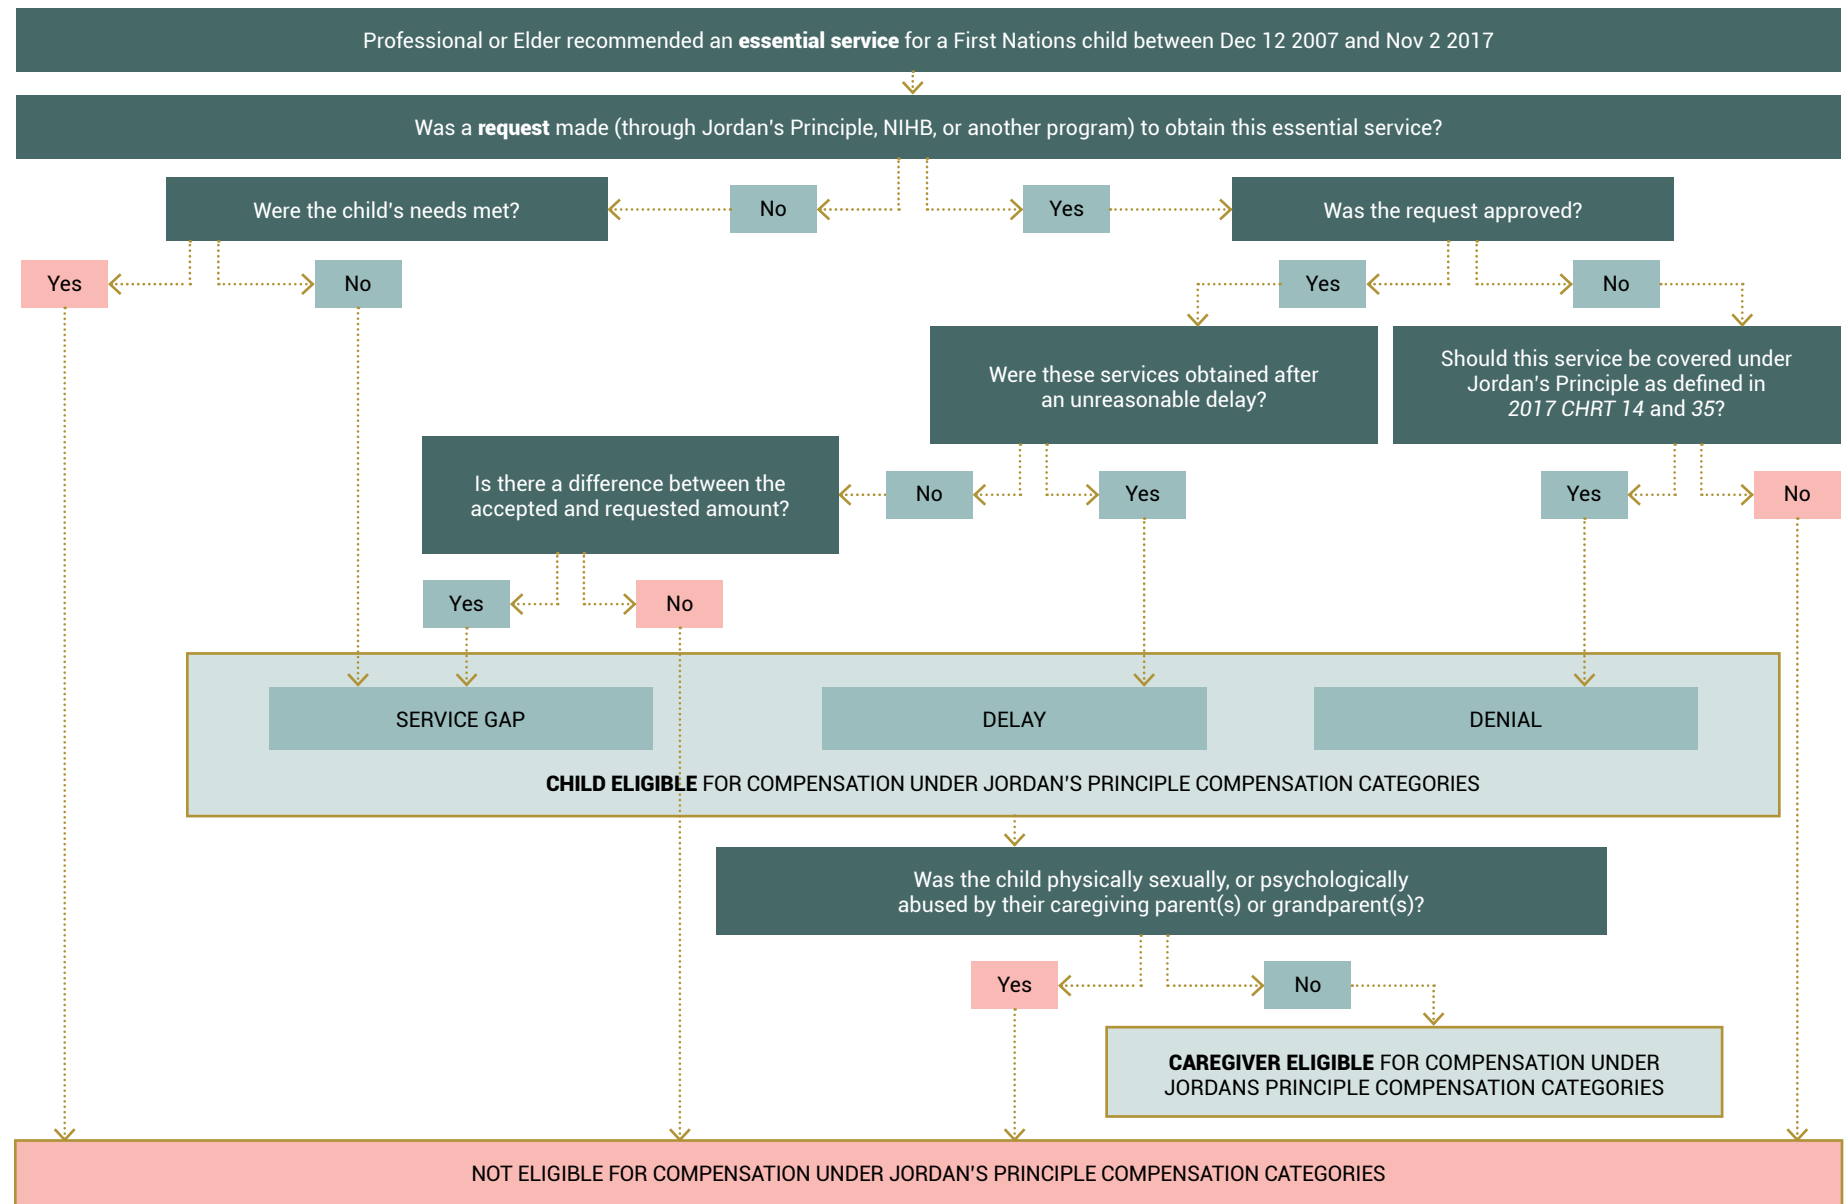 Professional or Elder recommended an essential service for a First Nations child between Dec 12 2007 and Nov 2 2017
Was a request made (through Jordan's Principle, NIHB, or another program) to obtain this essential service?
Were the child's needs met?
No
Yes
Was the request approved?
Yes
No
Yes
No
Were these services obtained after
an unreasonable delay?
Should this service be covered under
Jordan's Principle as defined in
2017 CHRT 14 and 35?
Is there a difference between the
accepted and requested amount?
No
Yes
Yes
No
Yes
No
SERVICE GAP
DELAY
DENIAL
CHILD ELIGIBLE FOR COMPENSATION UNDER JORDAN'S PRINCIPLE COMPENSATION CATEGORIES
Was the child physically sexually, or psychologically
abused by their caregiving parent(s) or grandparent(s)?
Yes
No
CAREGIVER ELIGIBLE FOR COMPENSATION UNDER
JORDANS PRINCIPLE COMPENSATION CATEGORIES
NOT ELIGIBLE FOR COMPENSATION UNDER JORDAN'S PRINCIPLE COMPENSATION CATEGORIES